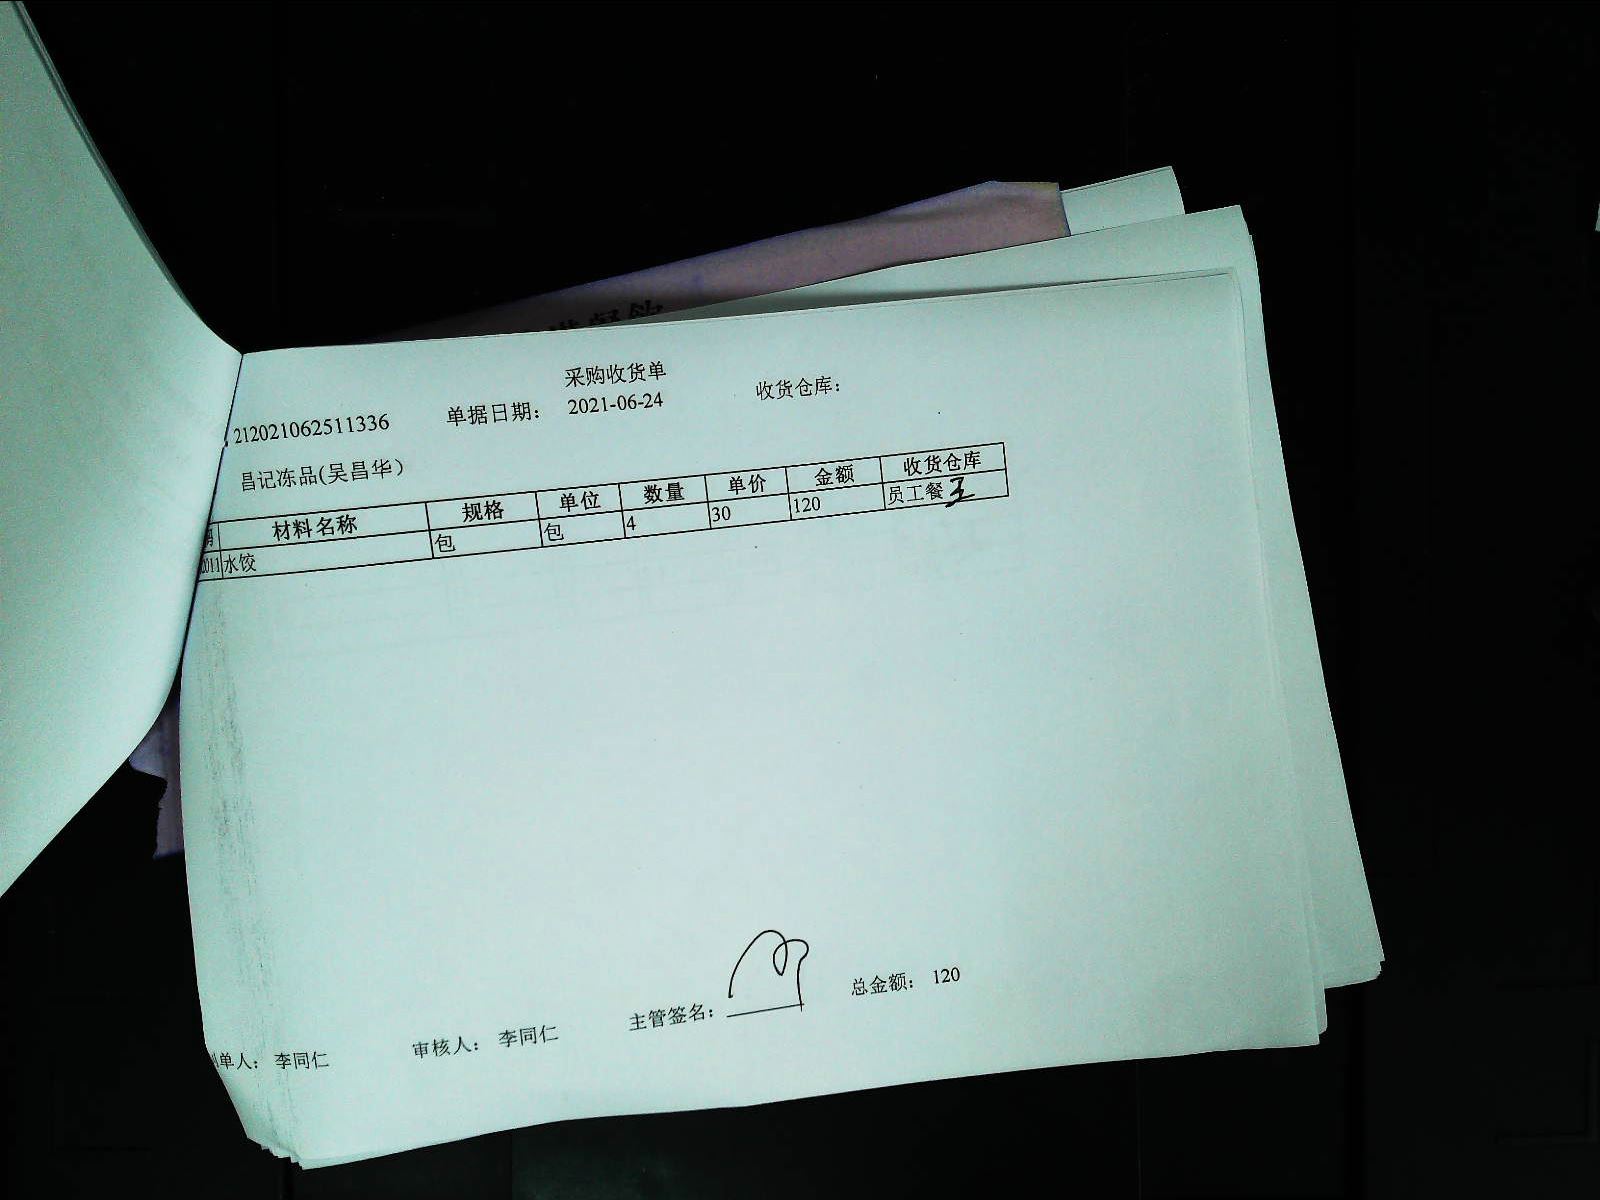 采购收货单
212021062511336 单据日期： 2021-06-24 收货仓库：
昌记冻品(吴昌华)
材料名称 规格 单位 数量 单价 金额 收货仓库
2011 水饺 包 包 4 30 120 员工餐 王
单人： 李同仁 审核人： 李同仁 主管签名： 总金额： 120